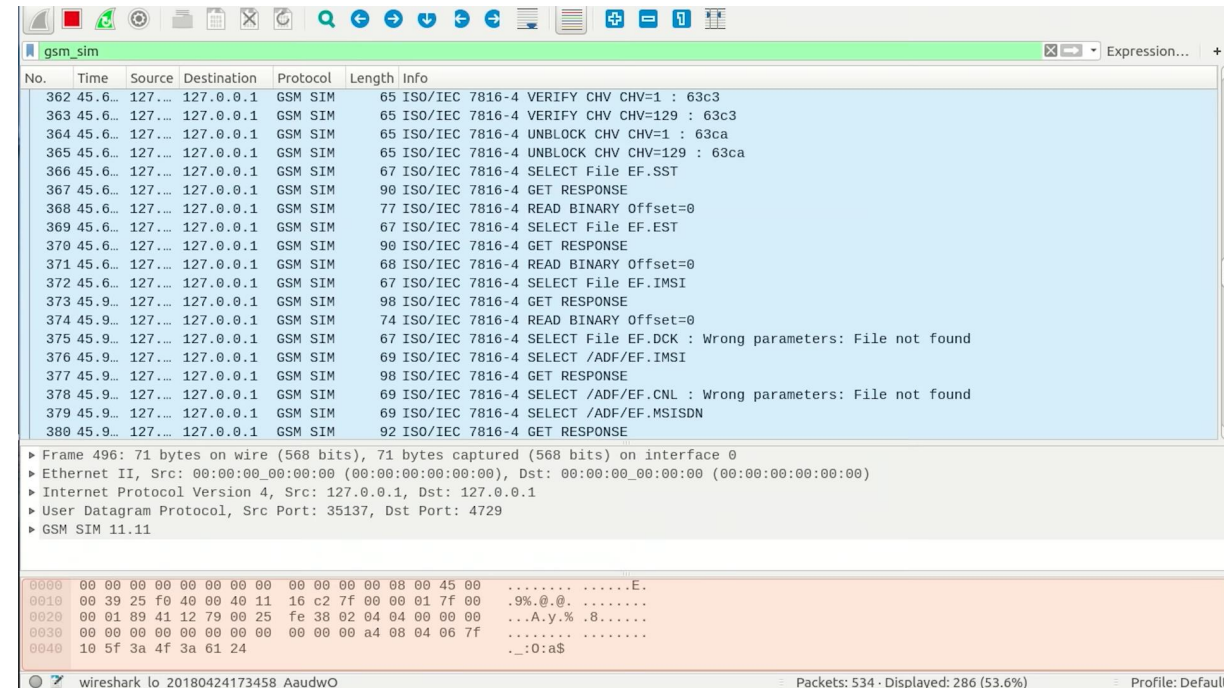 gsm_sim Expression… +
No. Time Source Destination Protocol Length Info
362 45.6… 127.… 127.0.0.1 GSM SIM 65 ISO/IEC 7816-4 VERIFY CHV CHV=1 : 63c3
363 45.6… 127.… 127.0.0.1 GSM SIM 65 ISO/IEC 7816-4 VERIFY CHV CHV=129 : 63c3
364 45.6… 127.… 127.0.0.1 GSM SIM 65 ISO/IEC 7816-4 UNBLOCK CHV CHV=1 : 63ca
365 45.6… 127.… 127.0.0.1 GSM SIM 65 ISO/IEC 7816-4 UNBLOCK CHV CHV=129 : 63ca
366 45.6… 127.… 127.0.0.1 GSM SIM 67 ISO/IEC 7816-4 SELECT File EF.SST
367 45.6… 127.… 127.0.0.1 GSM SIM 90 ISO/IEC 7816-4 GET RESPONSE
368 45.6… 127.… 127.0.0.1 GSM SIM 77 ISO/IEC 7816-4 READ BINARY Offset=0
369 45.6… 127.… 127.0.0.1 GSM SIM 67 ISO/IEC 7816-4 SELECT File EF.EST
370 45.6… 127.… 127.0.0.1 GSM SIM 90 ISO/IEC 7816-4 GET RESPONSE
371 45.6… 127.… 127.0.0.1 GSM SIM 68 ISO/IEC 7816-4 READ BINARY Offset=0
372 45.6… 127.… 127.0.0.1 GSM SIM 67 ISO/IEC 7816-4 SELECT File EF.IMSI
373 45.9… 127.… 127.0.0.1 GSM SIM 98 ISO/IEC 7816-4 GET RESPONSE
374 45.9… 127.… 127.0.0.1 GSM SIM 74 ISO/IEC 7816-4 READ BINARY Offset=0
375 45.9… 127.… 127.0.0.1 GSM SIM 67 ISO/IEC 7816-4 SELECT File EF.DCK : Wrong parameters: File not found
376 45.9… 127.… 127.0.0.1 GSM SIM 69 ISO/IEC 7816-4 SELECT /ADF/EF.IMSI
377 45.9… 127.… 127.0.0.1 GSM SIM 98 ISO/IEC 7816-4 GET RESPONSE
378 45.9… 127.… 127.0.0.1 GSM SIM 69 ISO/IEC 7816-4 SELECT /ADF/EF.CNL : Wrong parameters: File not found
379 45.9… 127.… 127.0.0.1 GSM SIM 69 ISO/IEC 7816-4 SELECT /ADF/EF.MSISDN
380 45.9… 127.… 127.0.0.1 GSM SIM 92 ISO/IEC 7816-4 GET RESPONSE
Frame 496: 71 bytes on wire (568 bits), 71 bytes captured (568 bits) on interface 0
Ethernet II, Src: 00:00:00_00:00:00 (00:00:00:00:00:00), Dst: 00:00:00_00:00:00 (00:00:00:00:00:00)
Internet Protocol Version 4, Src: 127.0.0.1, Dst: 127.0.0.1
User Datagram Protocol, Src Port: 35137, Dst Port: 4729
GSM SIM 11.11
0000 00 00 00 00 00 00 00 00 00 00 00 00 08 00 45 00 ........ ......E.
0010 00 39 25 f0 40 00 40 11 16 c2 7f 00 00 01 7f 00 .9%.@.@. ........
0020 00 01 89 41 12 79 00 25 fe 38 02 04 04 00 00 00 ...A.y.% .8......
0030 00 00 00 00 00 00 00 00 00 00 00 a4 08 04 06 7f ........ ........
0040 10 5f 3a 4f 3a 61 24 ._:O:a$
wireshark_lo_20180424173458_AaudwO Packets: 534 · Displayed: 286 (53.6%) Profile: Default